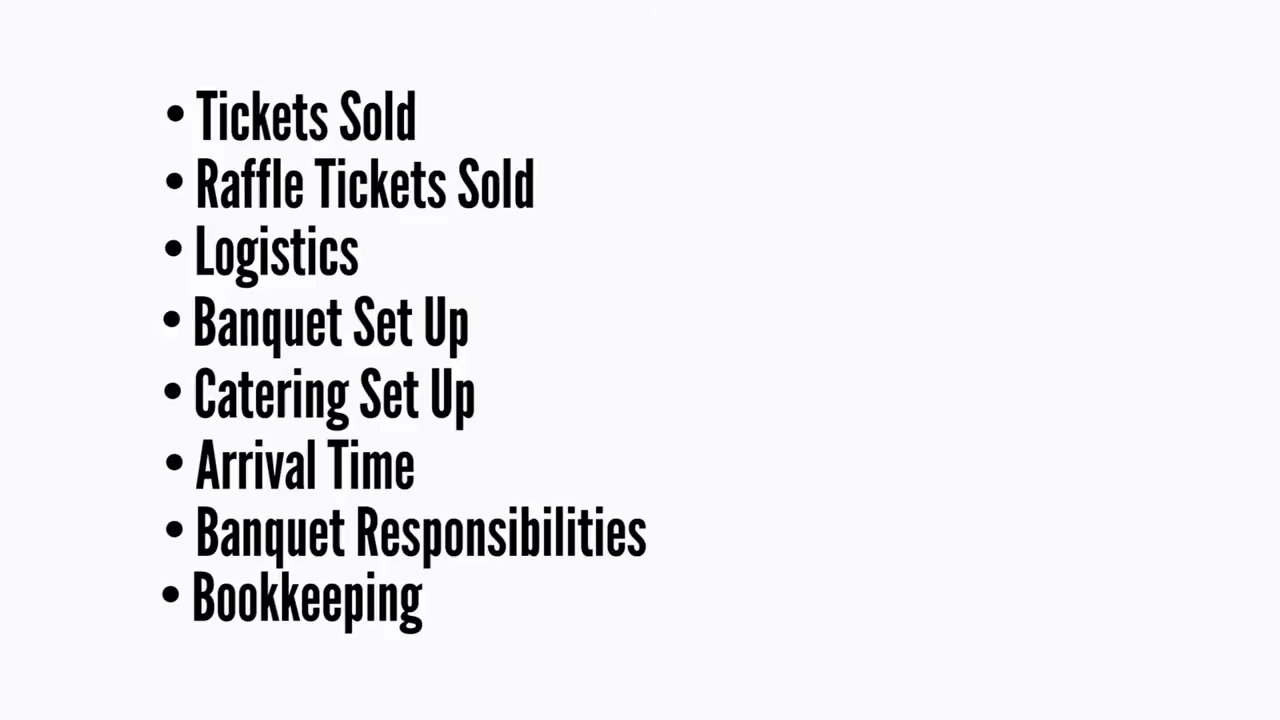 • Tickets Sold
• Raffle Tickets Sold
• Logistics
• Banquet Set Up
• Catering Set Up
• Arrival Time
• Banquet Responsibilities
• Bookkeeping